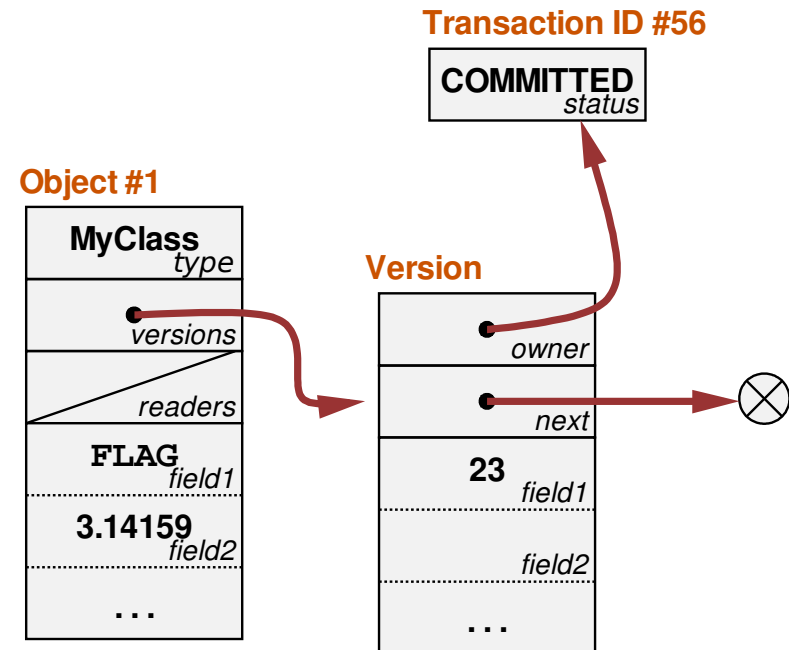 Transaction ID #56
COMMITTED
status
Object #1
MyClass
type
versions
readers
FLAG
field1
3.14159
field2
...
Version
owner
next
23
field1
field2
...